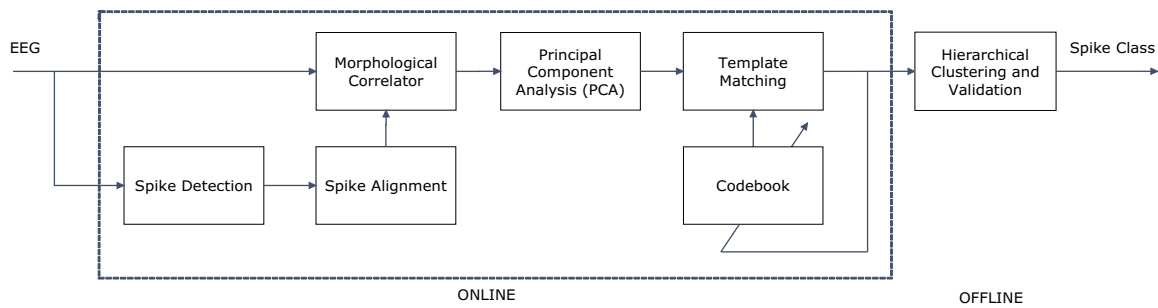 EEG
Morphological
Correlator
Principal
Component
Analysis (PCA)
Template
Matching
Hierarchical
Clustering and
Validation
Spike Class
Spike Detection
Spike Alignment
Codebook
ONLINE
OFFLINE